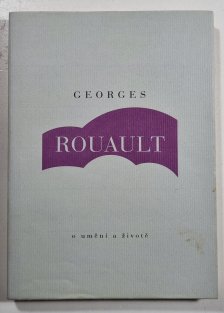 GEORGES
ROUAULT
o umění a životě